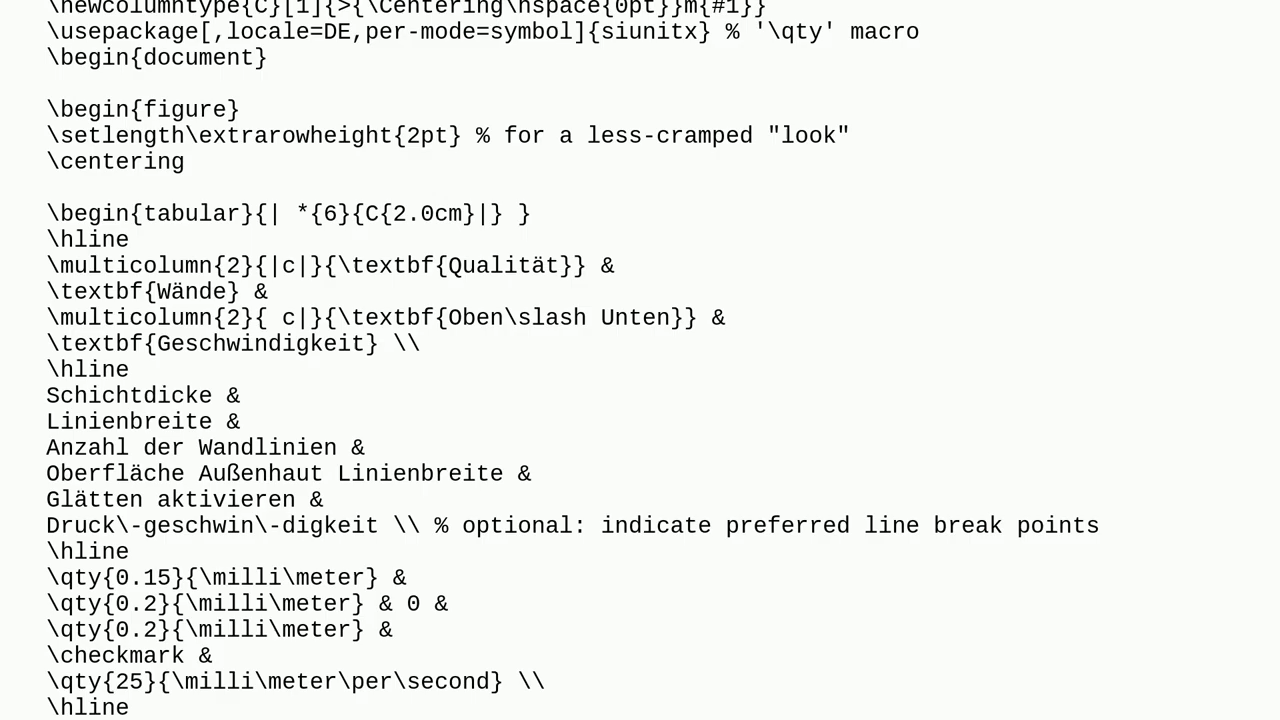 \newcolumntype{C}[1]{>{\Centering\hspace{0pt}}m{#1}}
\usepackage[,locale=DE,per-mode=symbol]{siunitx} % '\qty' macro
\begin{document}
\begin{figure}
\setlength\extrarowheight{2pt} % for a less-cramped "look"
\centering
\begin{tabular}{| *{6}{C{2.0cm}|} }
\hline
\multicolumn{2}{|c|}{\textbf{Qualität}} &
\textbf{Wände} &
\multicolumn{2}{ c|}{\textbf{Oben\slash Unten}} &
\textbf{Geschwindigkeit} \\
\hline
Schichtdicke &
Linienbreite &
Anzahl der Wandlinien &
Oberfläche Außenhaut Linienbreite &
Glätten aktivieren &
Druck\-geschwin\-digkeit \\ % optional: indicate preferred line break points
\hline
\qty{0.15}{\milli\meter} &
\qty{0.2}{\milli\meter} & 0 &
\qty{0.2}{\milli\meter} &
\checkmark &
\qty{25}{\milli\meter\per\second} \\
\hline